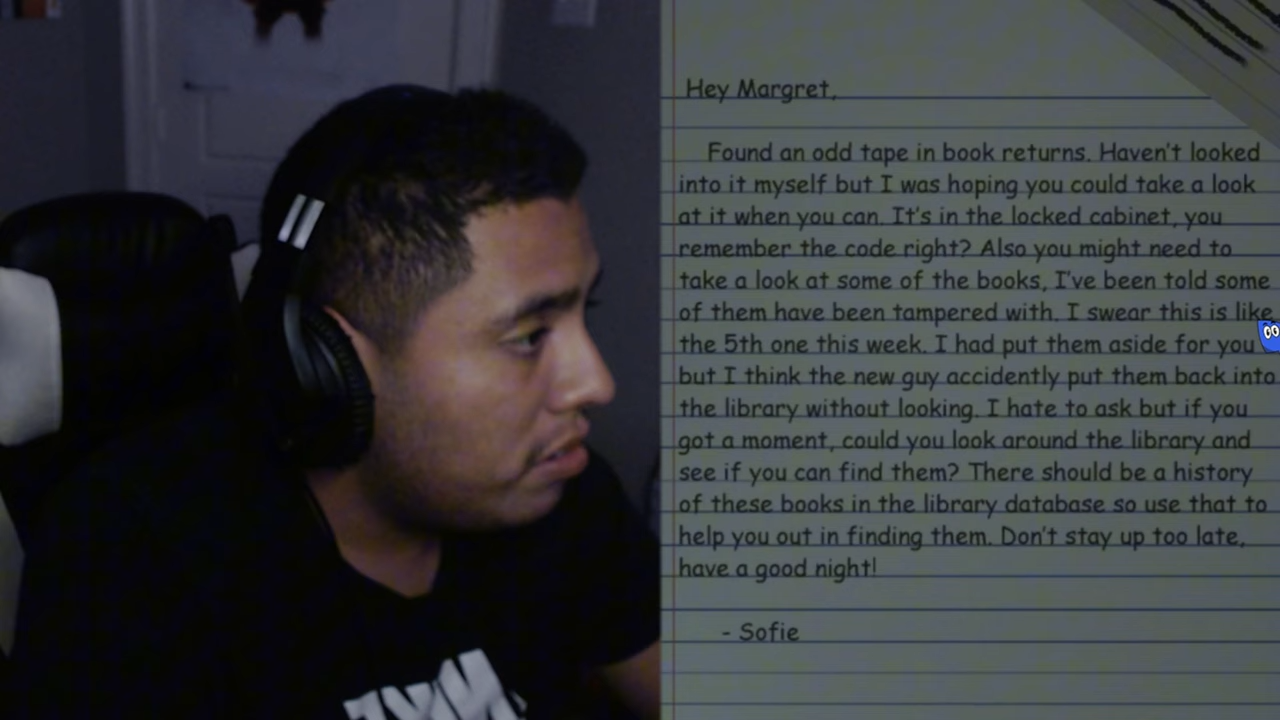 Hey Margret,
Found an odd tape in book returns. Haven't looked
into it myself but I was hoping you could take a look
at it when you can. It's in the locked cabinet, you
remember the code right? Also you might need to
take a look at some of the books, I've been told some
of them have been tampered with. I swear this is like
the 5th one this week. I had put them aside for you
but I think the new guy accidently put them back into
the library without looking. I hate to ask but if you
got a moment, could you look around the library and
see if you can find them? There should be a history
of these books in the library database so use that to
help you out in finding them. Don't stay up too late,
have a good night!
- Sofie